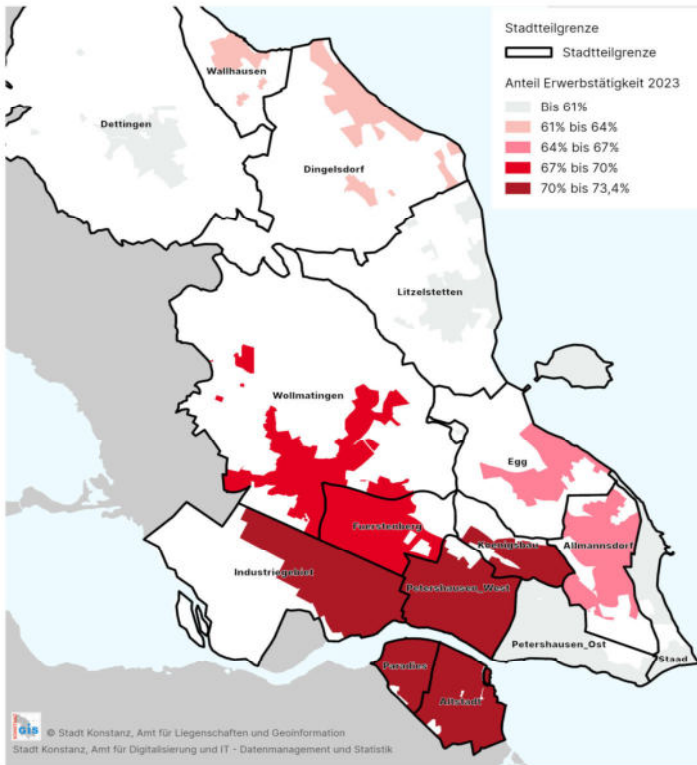 Stadtteilgrenze
Stadtteilgrenze
Anteil Erwerbstätigkeit 2023
Bis 61%
61% bis 64%
64% bis 67%
67% bis 70%
70% bis 73,4%
Wallhausen
Dettingen
Dingelsdorf
Litzelstetten
Wollmatingen
Egg
Fuerstenberg
Koenigsbau
Allmannsdorf
Industriegebiet
Petershausen_West
Petershausen_Ost
Staad
Paradies
Altstadt
GIS
© Stadt Konstanz, Amt für Liegenschaften und Geoinformation
Stadt Konstanz, Amt für Digitalisierung und IT - Datenmanagement und Statistik